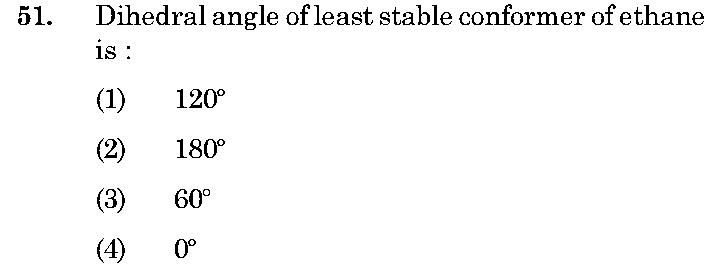 51. Dihedral angle of least stable conformer of ethane
is :
(1) 120°
(2) 180°
(3) 60°
(4) 0°